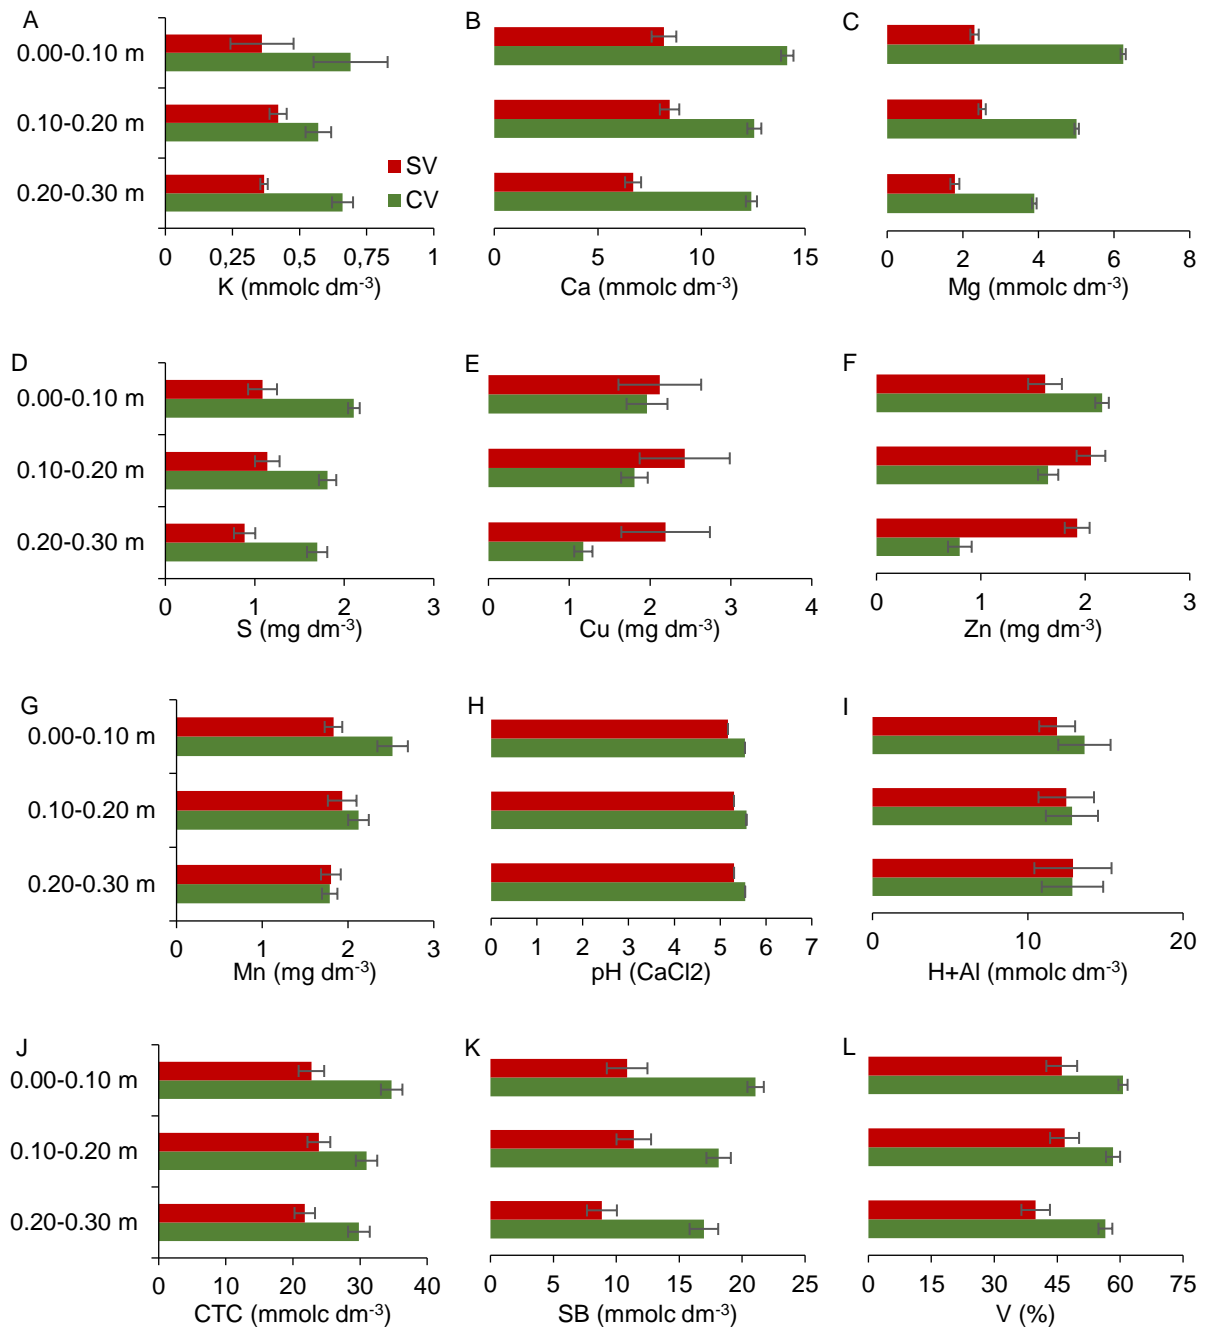 A
B
C
0.00-0.10 m
0.10-0.20 m
0.20-0.30 m
SV
CV
0 0,25 0,5 0,75 1
0 5 10 15
0 2 4 6 8
K (mmolc dm-3)
Ca (mmolc dm-3)
Mg (mmolc dm-3)
D
E
F
0.00-0.10 m
0.10-0.20 m
0.20-0.30 m
0 1 2 3
0 1 2 3 4
0 1 2 3
S (mg dm-3)
Cu (mg dm-3)
Zn (mg dm-3)
G
H
I
0.00-0.10 m
0.10-0.20 m
0.20-0.30 m
0 1 2 3
0 1 2 3 4 5 6 7
0 10 20
Mn (mg dm-3)
pH (CaCl2)
H+Al (mmolc dm-3)
J
K
L
0.00-0.10 m
0.10-0.20 m
0.20-0.30 m
0 10 20 30 40
0 5 10 15 20 25
0 15 30 45 60 75
CTC (mmolc dm-3)
SB (mmolc dm-3)
V (%)